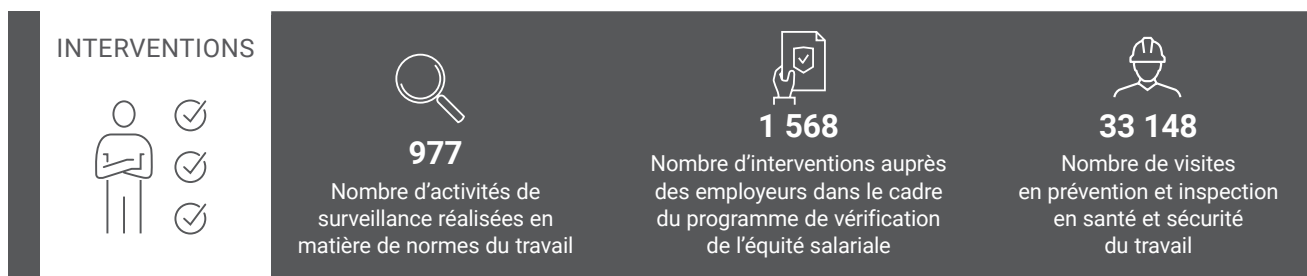 INTERVENTIONS
977
Nombre d’activités de
surveillance réalisées en
matière de normes du travail
1 568
Nombre d’interventions auprès
des employeurs dans le cadre
du programme de vérification
de l’équité salariale
33 148
Nombre de visites
en prévention et inspection
en santé et sécurité
du travail